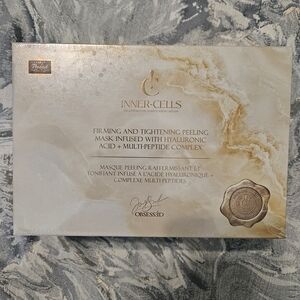 INNER-CELLS
FIRMING AND TIGHTENING PEELING
MASK INFUSED WITH HYALURONIC
ACID + MULTI-PEPTIDE COMPLEX
MASQUE PEELING RAFFERMISSANT ET
TONIFIANT INFUSÉ À L'ACIDE HYALURONIQUE +
COMPLEXE MULTI-PEPTIDES
OBSESSED